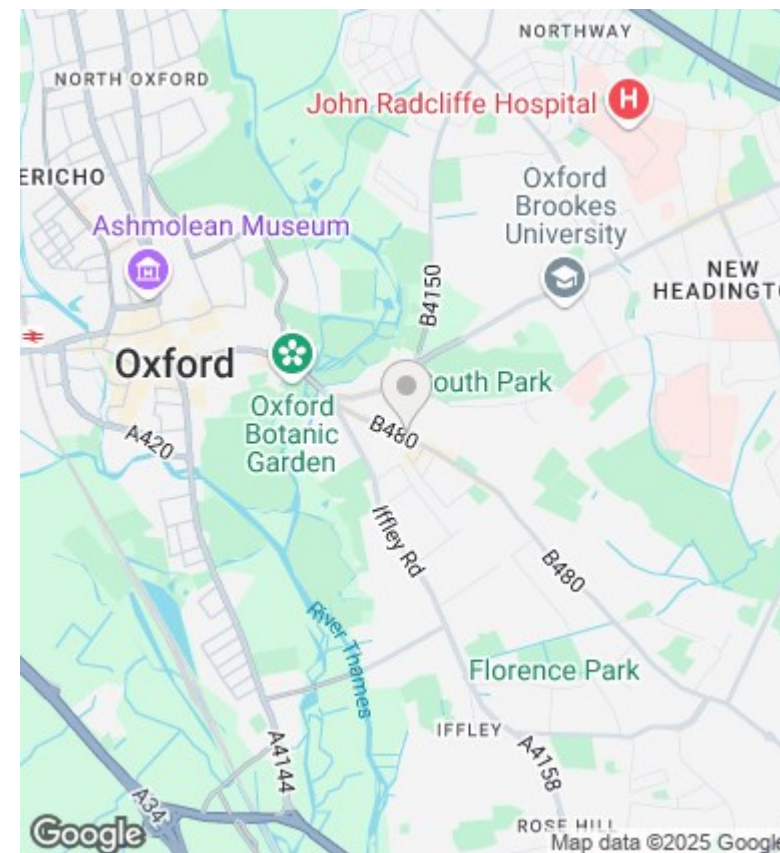 NORTHWAY
NORTH OXFORD
John Radcliffe Hospital
H
ERICHO
Oxford
Brookes
University
Ashmolean Museum
NEW
HEADINGT
B4150
Oxford
outh Park
Oxford
Botanic
Garden
B480
A420
Iffley Rd
B480
River Thames
Florence Park
IFFLEY
A4144
A4158
A34
ROSE HILL
Google
Map data ©2025 Google